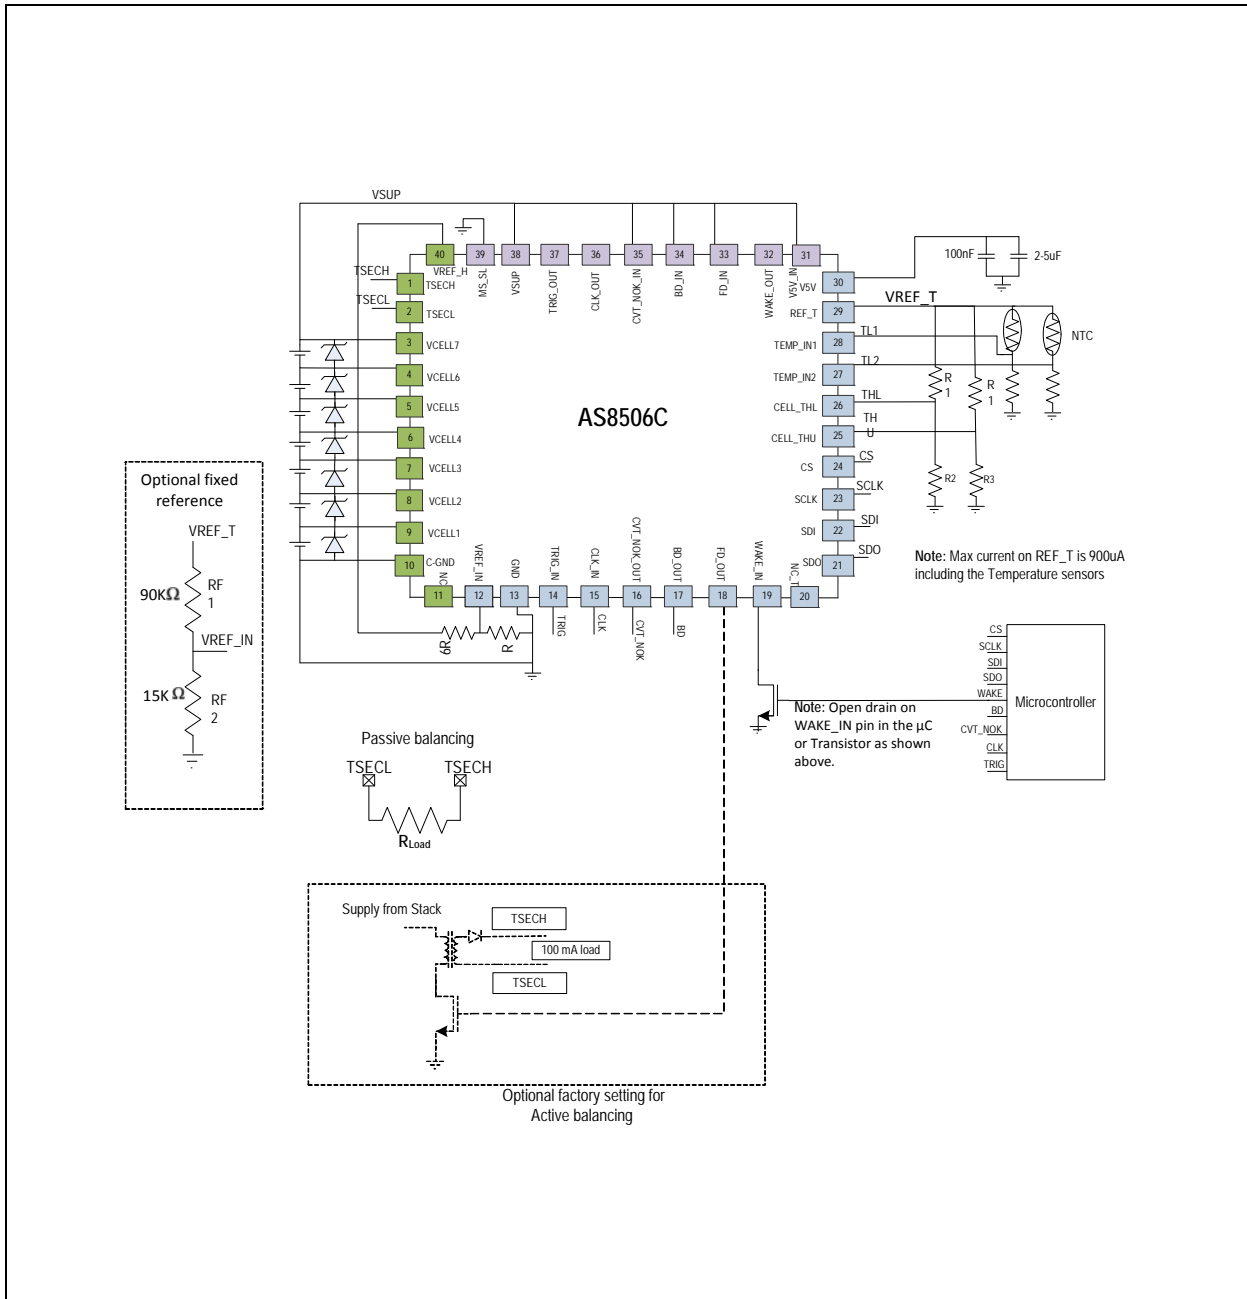 VSUP
40
39
38
37
36
35
34
33
32
31
VREF_H
MS_SL
VSUP
TRIG_OUT
CLK_OUT
CVT_NOK_IN
BD_IN
FD_IN
WAKE_OUT
V5V_IN
TSECH
1
TSECH
TSECL
2
TSECL
3
VCELL7
4
VCELL6
5
VCELL5
6
VCELL4
7
VCELL3
8
VCELL2
9
VCELL1
10
C-GND
AS8506C
V5V
30
100nF
2-5uF
VREF_T
REF_T
29
TEMP_IN1
28
TL1
NTC
TEMP_IN2
27
TL2
CELL_THL
26
THL
R
1
R
1
CELL_THU
25
TH
U
CS
24
CS
R2
R3
SCLK
23
SCLK
SDI
22
SDI
SDO
21
SDO
Note: Max current on REF_T is 900uA
including the Temperature sensors
NC
VREF_IN
GND
TRIG_IN
CLK_IN
CVT_NOK_OUT
BD_OUT
FD_OUT
WAKE_IN
NC_T
11
12
13
14
15
16
17
18
19
20
6R
R
TRIG
CLK
CVT_NOK
BD
Optional fixed
reference
VREF_T
90KΩ
RF
1
VREF_IN
15KΩ
RF
2
CS
SCLK
SDI
SDO
WAKE
BD
CVT_NOK
CLK
TRIG
Microcontroller
Note: Open drain on
WAKE_IN pin in the µC
or Transistor as shown
above.
Passive balancing
TSECL
TSECH
RLoad
Supply from Stack
TSECH
100 mA load
TSECL
Optional factory setting for
Active balancing